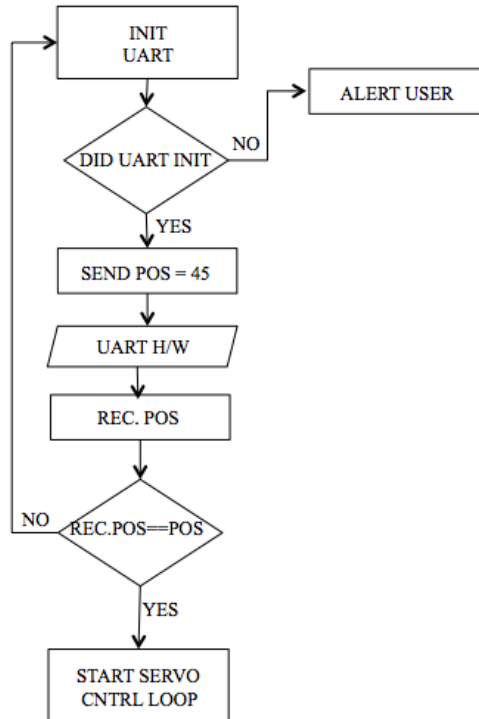 INIT
UART
ALERT USER
NO
DID UART INIT
YES
SEND POS = 45
UART H/W
REC. POS
NO
REC.POS==POS
YES
START SERVO
CNTRL LOOP